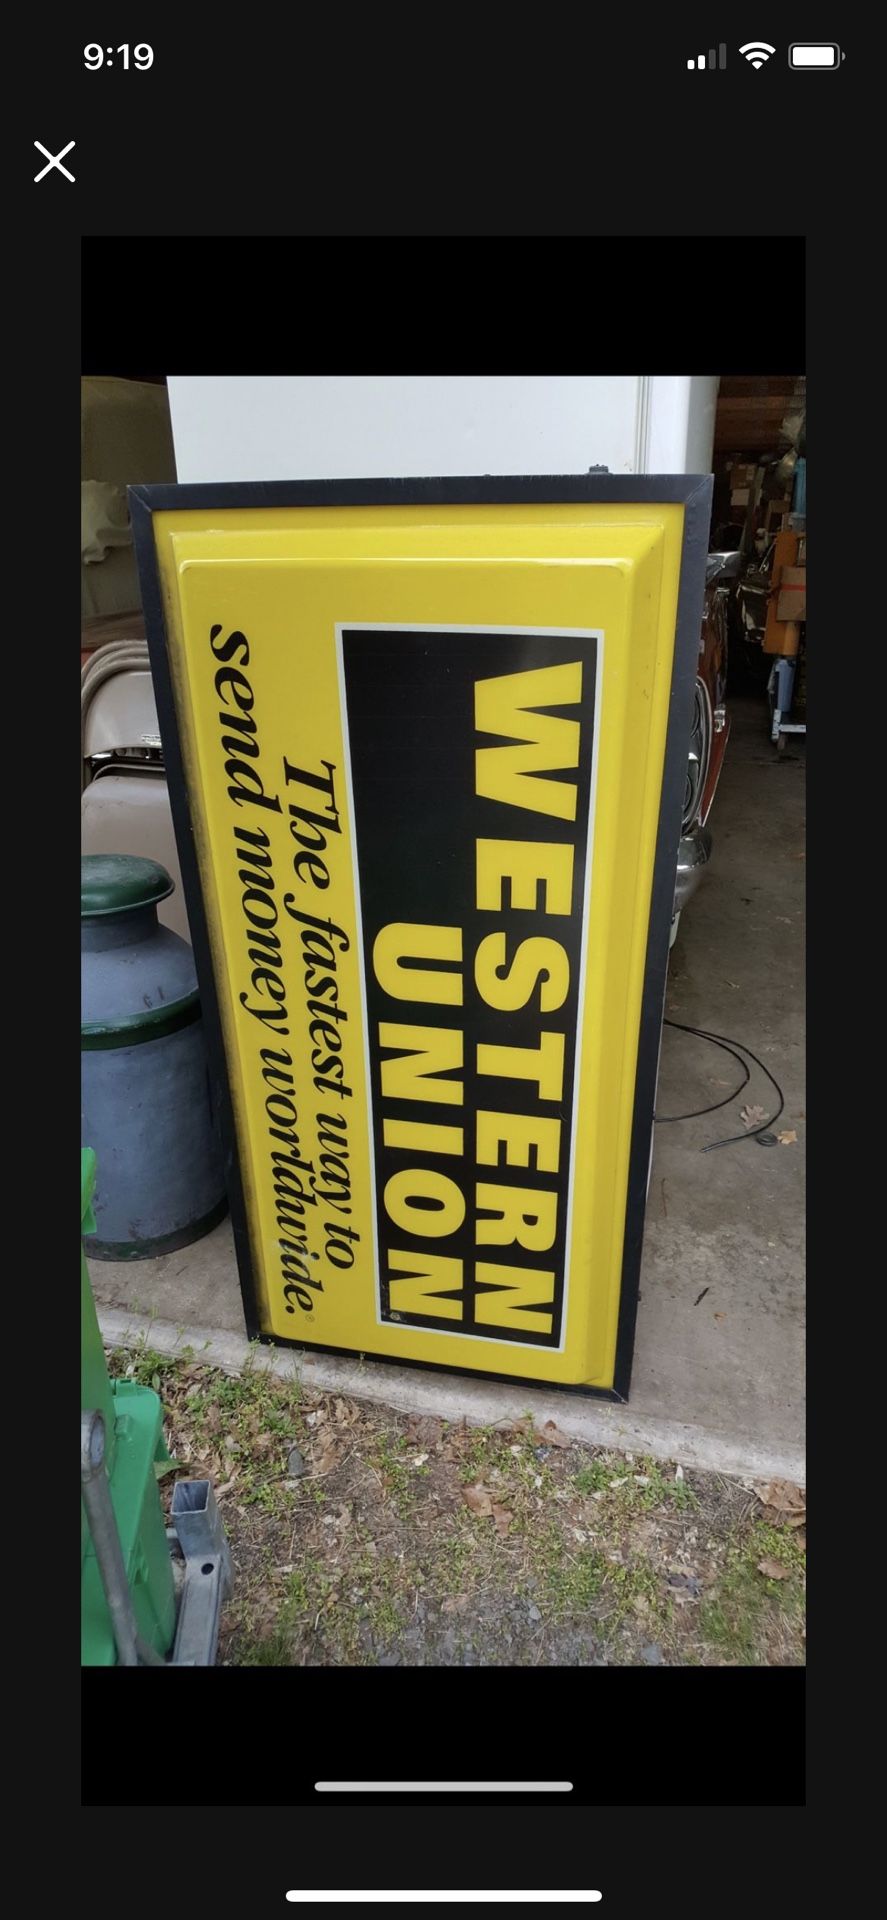 9:19
WESTERN
UNION
The fastest way to
send money worldwide.®